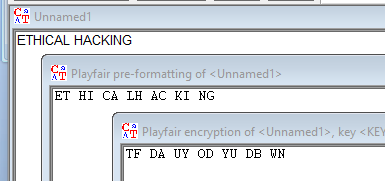 Unnamed1
ETHICAL HACKING
Playfair pre-formatting of <Unnamed1>
ET HI CA LH AC KI NG
Playfair encryption of <Unnamed1>, key <KEY
TF DA UY OD YU DB WN